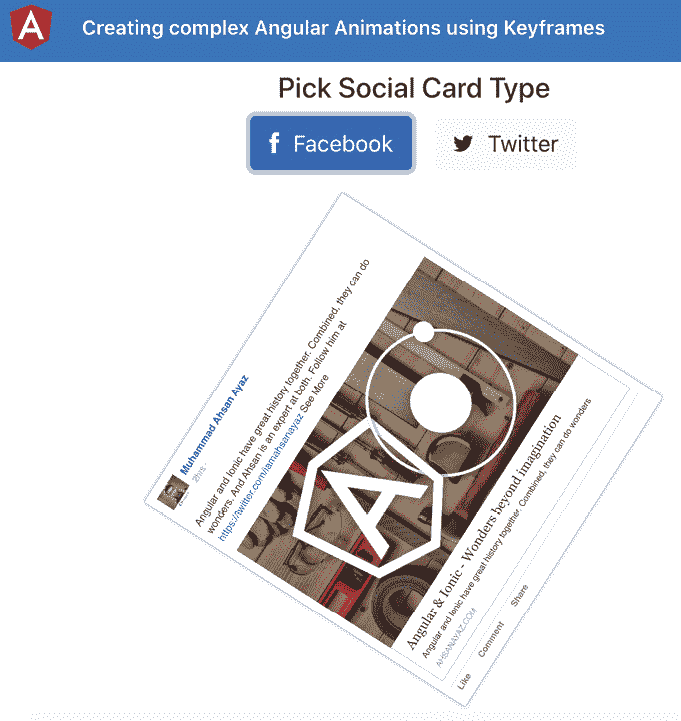 Creating complex Angular Animations using Keyframes
Pick Social Card Type
Facebook
Twitter
Muhammad Ahsan Ayaz
2hrs ·
Angular and Ionic have great history together. Combined, they can do
wonders. And Ahsan is an expert at both. Follow him at
https://twitter.com/iamahsanayaz See More
Angular & Ionic - Wonders beyond imagination
Angular and Ionic have great history together. Combined, they can do wonders
AHSANAYAZ.COM
Like Comment Share